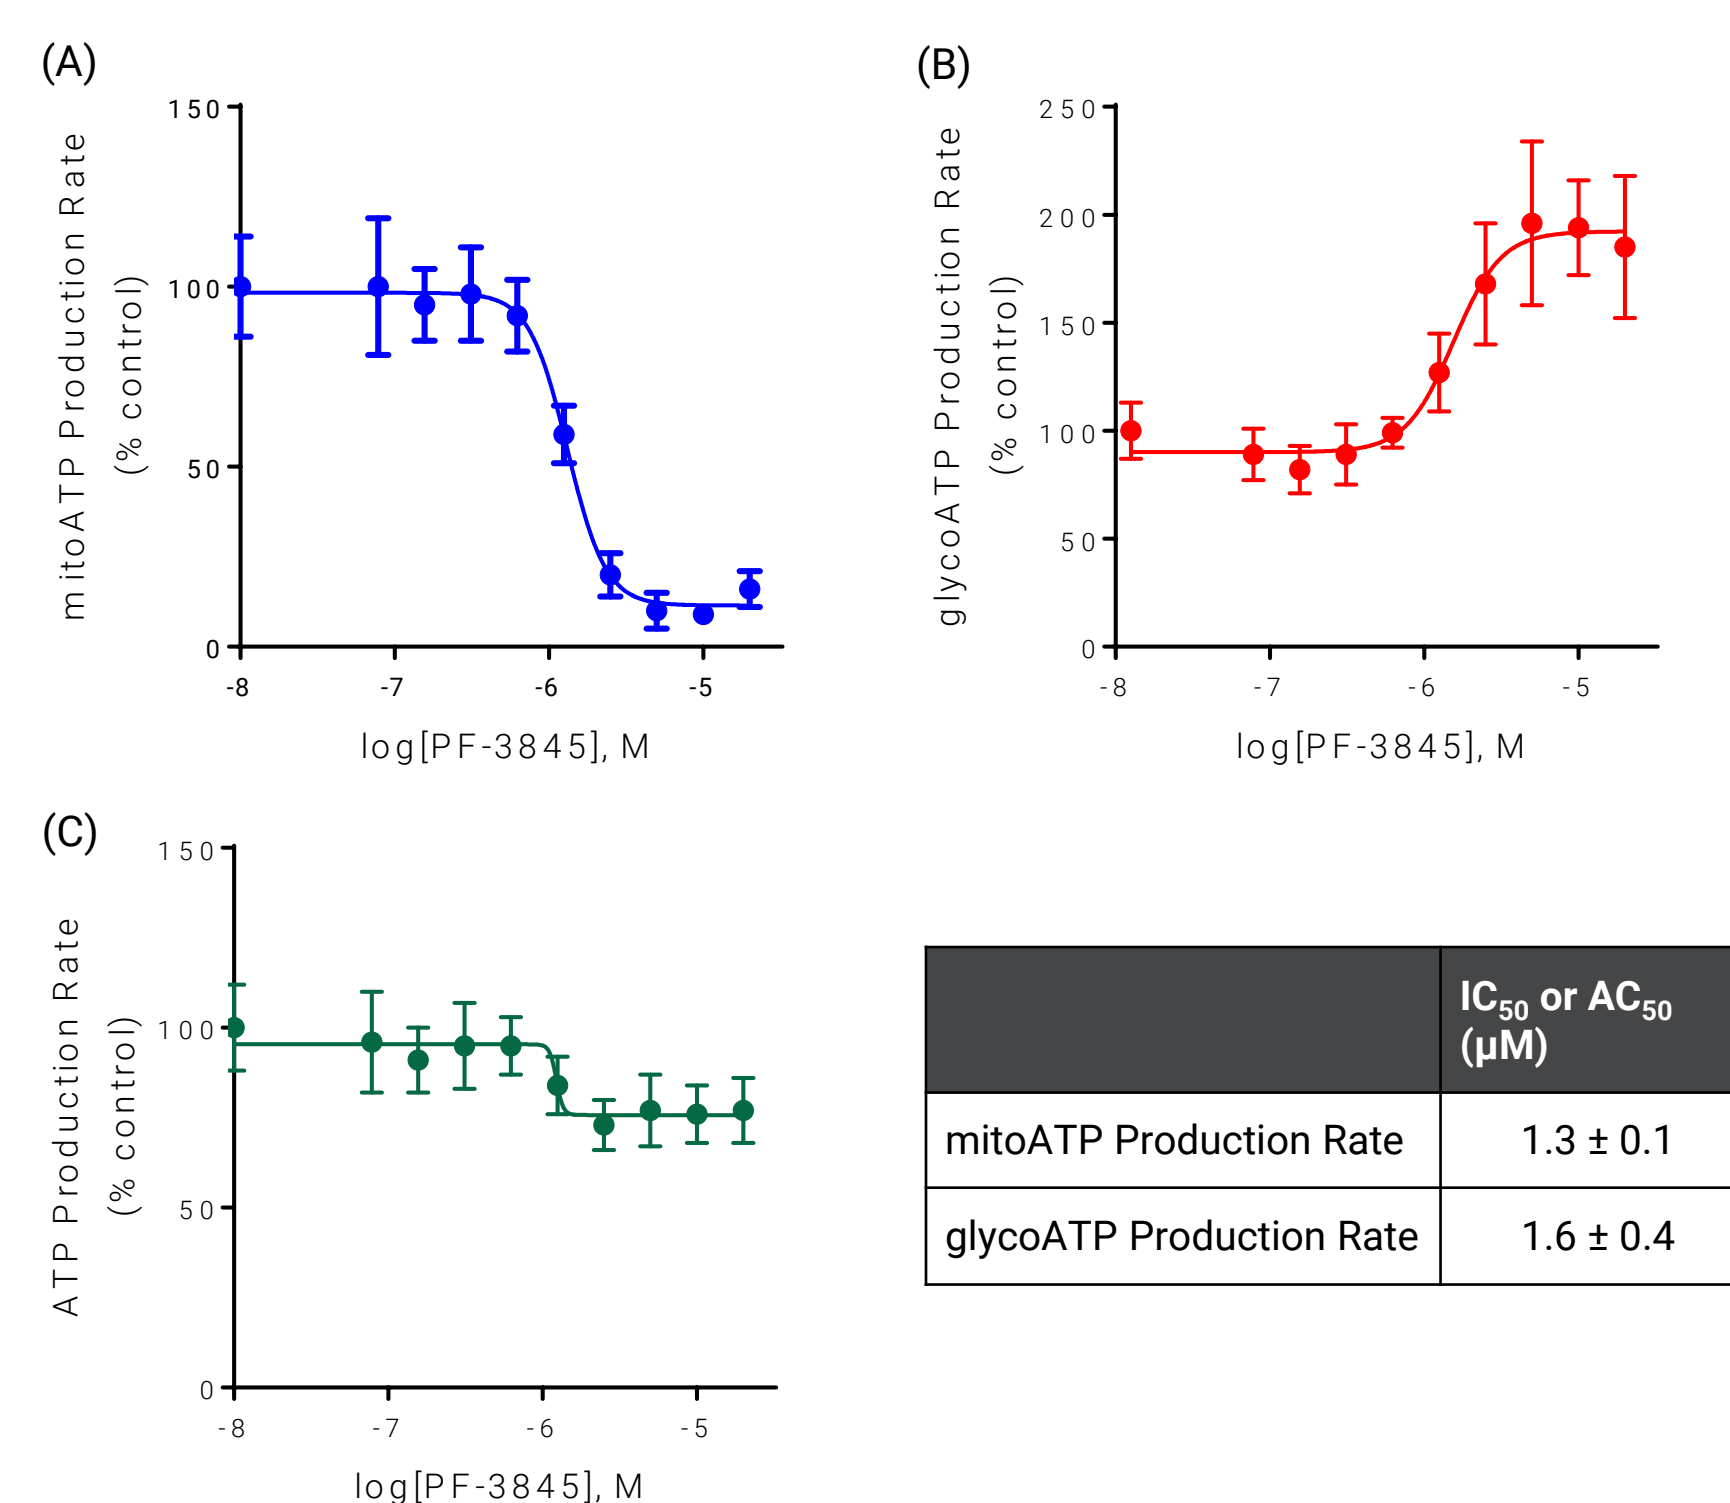 (A)
mitoATP Production Rate
(% control)
150
100
50
0
-8 -7 -6 -5
log[PF-3845], M
(B)
glycoATP Production Rate
(% control)
250
200
150
100
50
0
-8 -7 -6 -5
log[PF-3845], M
(C)
ATP Production Rate
(% control)
150
100
50
0
-8 -7 -6 -5
log[PF-3845], M
IC50 or AC50
(µM)
mitoATP Production Rate 1.3 ± 0.1
glycoATP Production Rate 1.6 ± 0.4